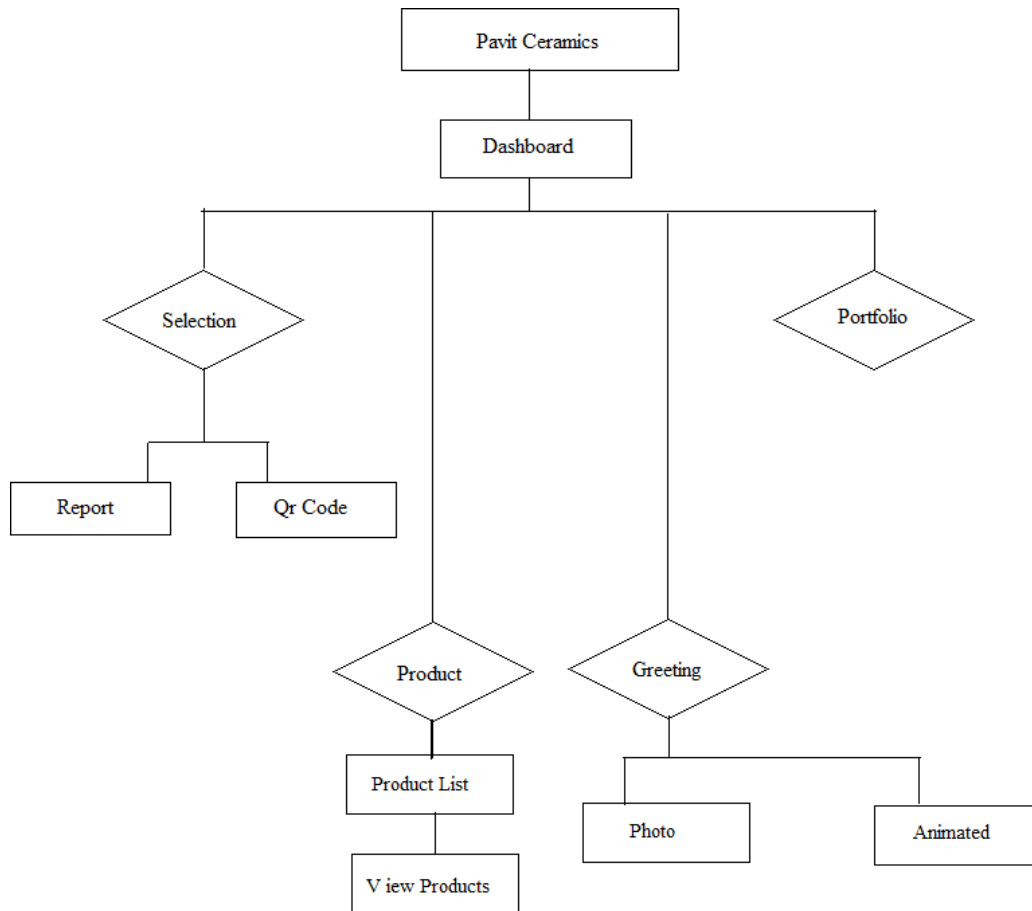 Pavit Ceramics
Dashboard
Selection
Portfolio
Report
Qr Code
Product
Greeting
Product List
Photo
Animated
V iew Products